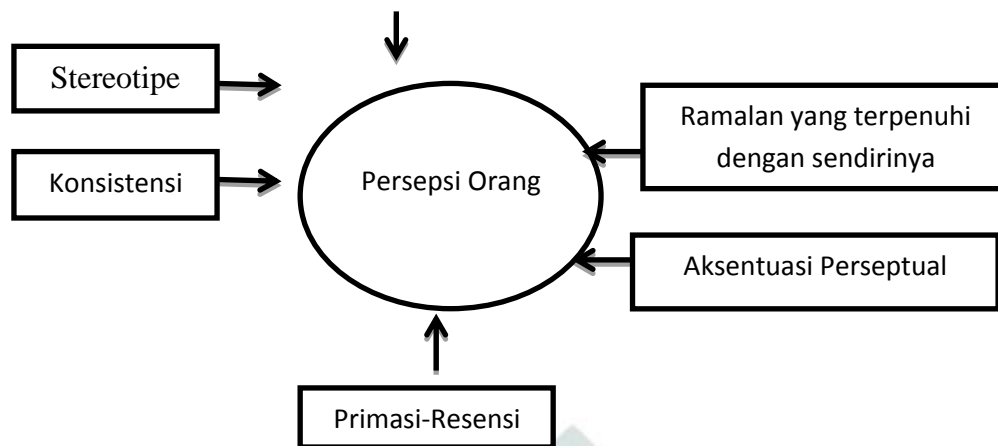 Stereotipe
Konsistensi
Persepsi Orang
Ramalan yang terpenuhi
dengan sendirinya
Aksentuasi Perseptual
Primasi-Resensi